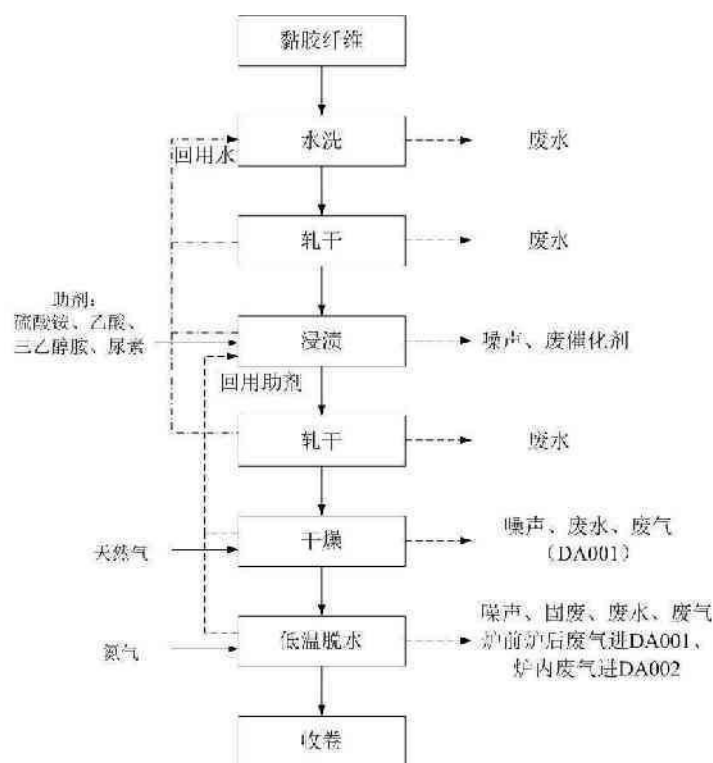 黏胶纤维
水洗
废水
回用水
轧干
废水
助剂：
硫酸铵、乙酸、
三乙醇胺、尿素
浸渍
噪声、废催化剂
回用助剂
轧干
废水
天然气
干燥
噪声、废水、废气
（DA001）
氮气
低温脱水
噪声、固废、废水、废气
炉前炉后废气进DA001、
炉内废气进DA002
收卷